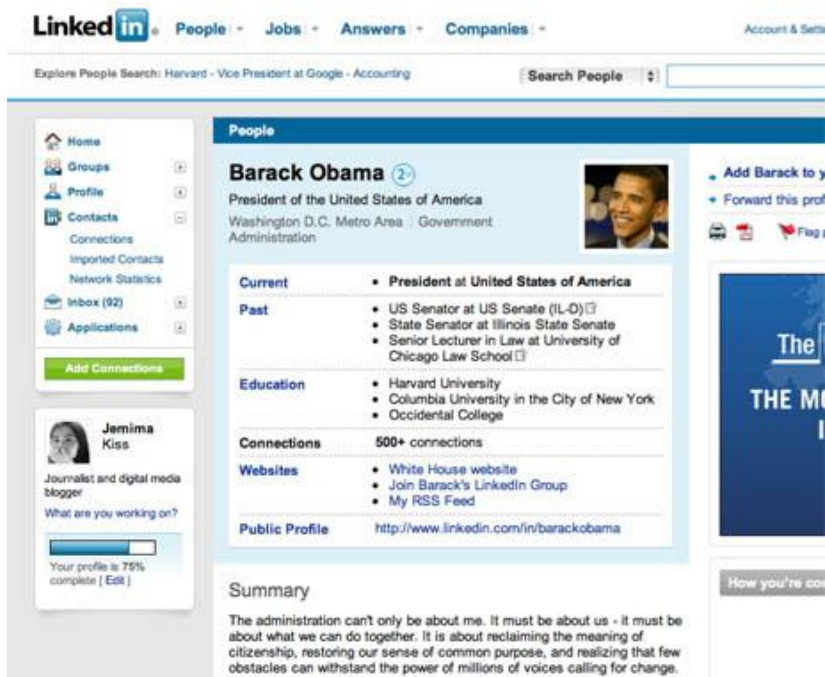 Linked in
People Jobs Answers Companies
Account &
Explore People Search: Harvard - Vice President at Google - Accounting
Search People
Home
Groups
Profile
Contacts
Connections
Imported Contacts
Network Statistics
Inbox (92)
Applications
Add Connections
Jemima
Kiss
Journalist and digital media
blogger
What are you working on?
Your profile is 75%
complete [ Edit ]
People
Barack Obama 2
President of the United States of America
Washington D.C. Metro Area | Government
Administration
Current • President at United States of America
Past • US Senator at US Senate (IL-D)
• State Senator at Illinois State Senate
• Senior Lecturer in Law at University of
Chicago Law School
Education • Harvard University
• Columbia University in the City of New York
• Occidental College
Connections 500+ connections
Websites • White House website
• Join Barack's LinkedIn Group
• My RSS Feed
Public Profile http://www.linkedin.com/in/barackobama
Summary
The administration can't only be about me. It must be about us - it must be
about what we can do together. It is about reclaiming the meaning of
citizenship, restoring our sense of common purpose, and realizing that few
obstacles can withstand the power of millions of voices calling for change.
Add Barack to y
Forward this prof
Flag
The
THE M
How you're co